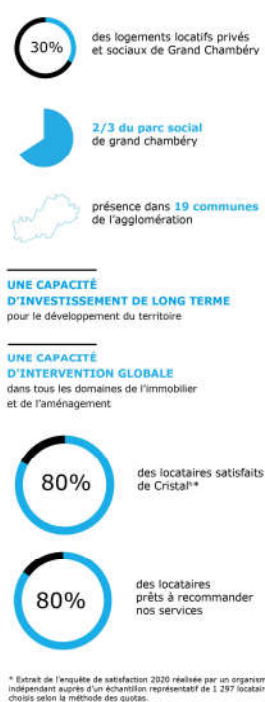 30%
des logements locatifs privés
et sociaux de Grand Chambéry
2/3 du parc social
de grand chambéry
présence dans 19 communes
de l'agglomération
UNE CAPACITÉ
D'INVESTISSEMENT DE LONG TERME
pour le développement du territoire
UNE CAPACITÉ
D'INTERVENTION GLOBALE
dans tous les domaines de l'immobilier
et de l'aménagement
80%
des locataires satisfaits
de Cristal'h*
80%
des locataires
prêts à recommander
nos services
* Extrait de l'enquête de satisfaction 2020 réalisée par un organism
indépendant auprès d'un échantillon représentatif de 1 297 locatair
choisis selon la méthode des quotas.